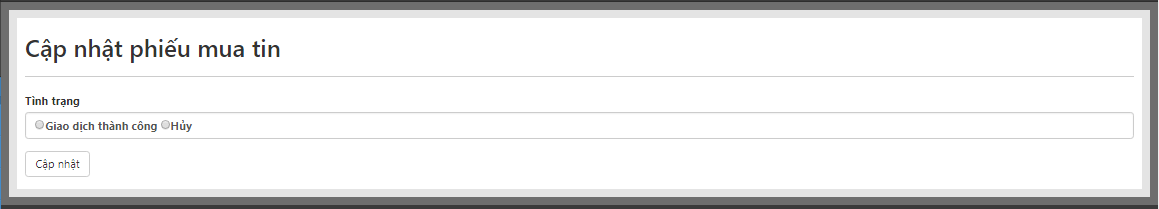 Cập nhật phiếu mua tin
Tình trạng
Giao dịch thành công Hủy
Cập nhật